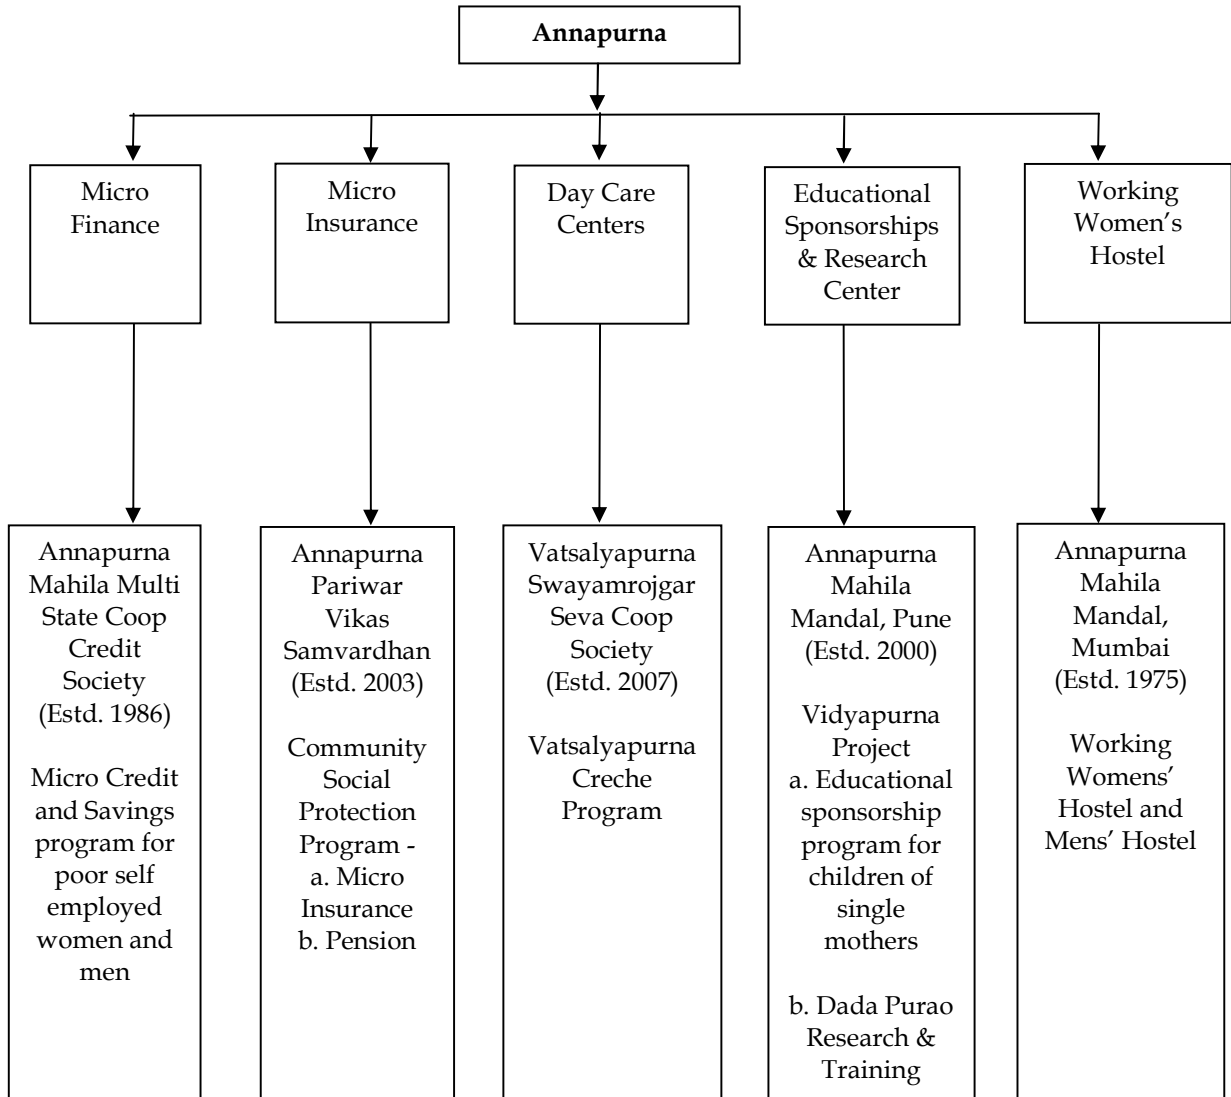 Annapurna
Micro
Finance
Micro
Insurance
Day Care
Centers
Educational
Sponsorships
& Research
Center
Working
Women’s
Hostel
Annapurna
Mahila Multi
State Coop
Credit
Society
(Estd. 1986)
Micro Credit
and Savings
program for
poor self
employed
women and
men
Annapurna
Pariwar
Vikas
Samvardhan
(Estd. 2003)
Community
Social
Protection
Program -
a. Micro
Insurance
b. Pension
Vatsalyapurna
Swayamrojgar
Seva Coop
Society
(Estd. 2007)
Vatsalyapurna
Creche
Program
Annapurna
Mahila
Mandal, Pune
(Estd. 2000)
Vidyapurna
Project
a. Educational
sponsorship
program for
children of
single
mothers
b. Dada Purao
Research &
Training
Annapurna
Mahila
Mandal,
Mumbai
(Estd. 1975)
Working
Womens’
Hostel and
Mens’ Hostel